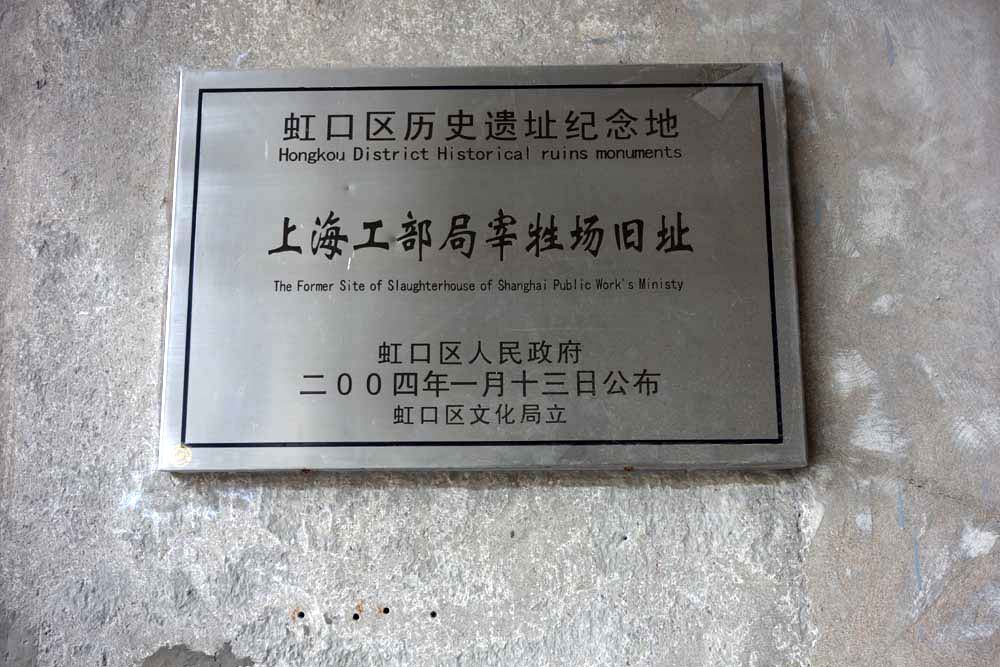 虹口区历史遗址纪念地
Hongkou District Historical ruins monuments
上海工部局宰牲场旧址
The Former Site of Slaughterhouse of Shanghai Public Work's Ministy
虹口区人民政府
二００四年一月十三日公布
虹口区文化局立